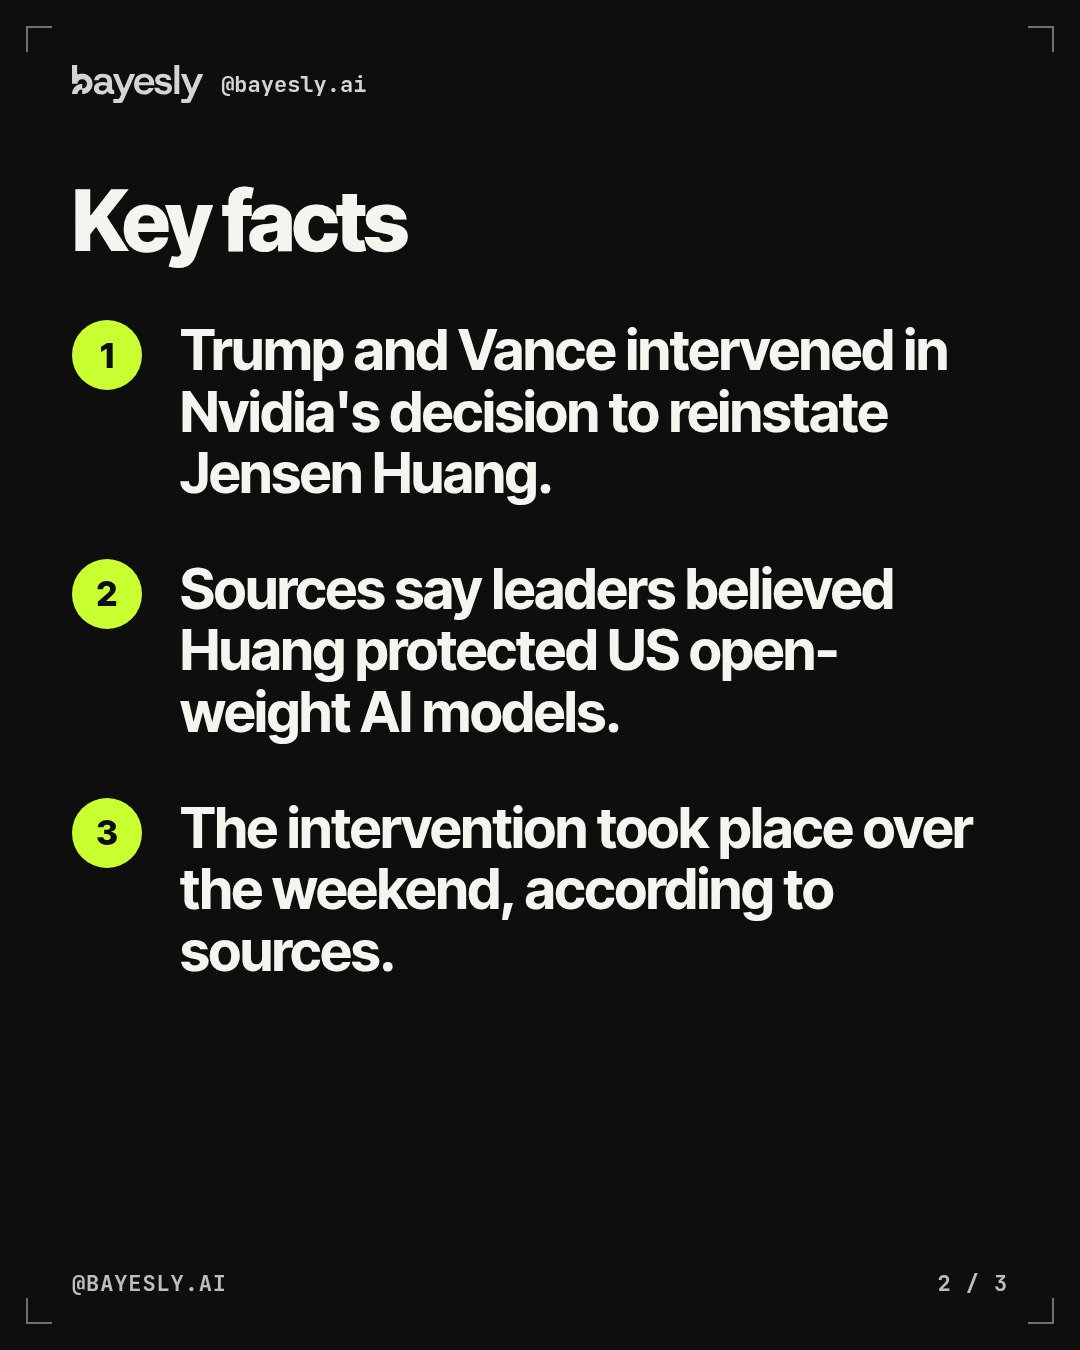 bayesly @bayesly.ai
Key facts
1 Trump and Vance intervened in
Nvidia's decision to reinstate
Jensen Huang.
2 Sources say leaders believed
Huang protected US open-
weight AI models.
3 The intervention took place over
the weekend, according to
sources.
@BAYESLY.AI 2 / 3